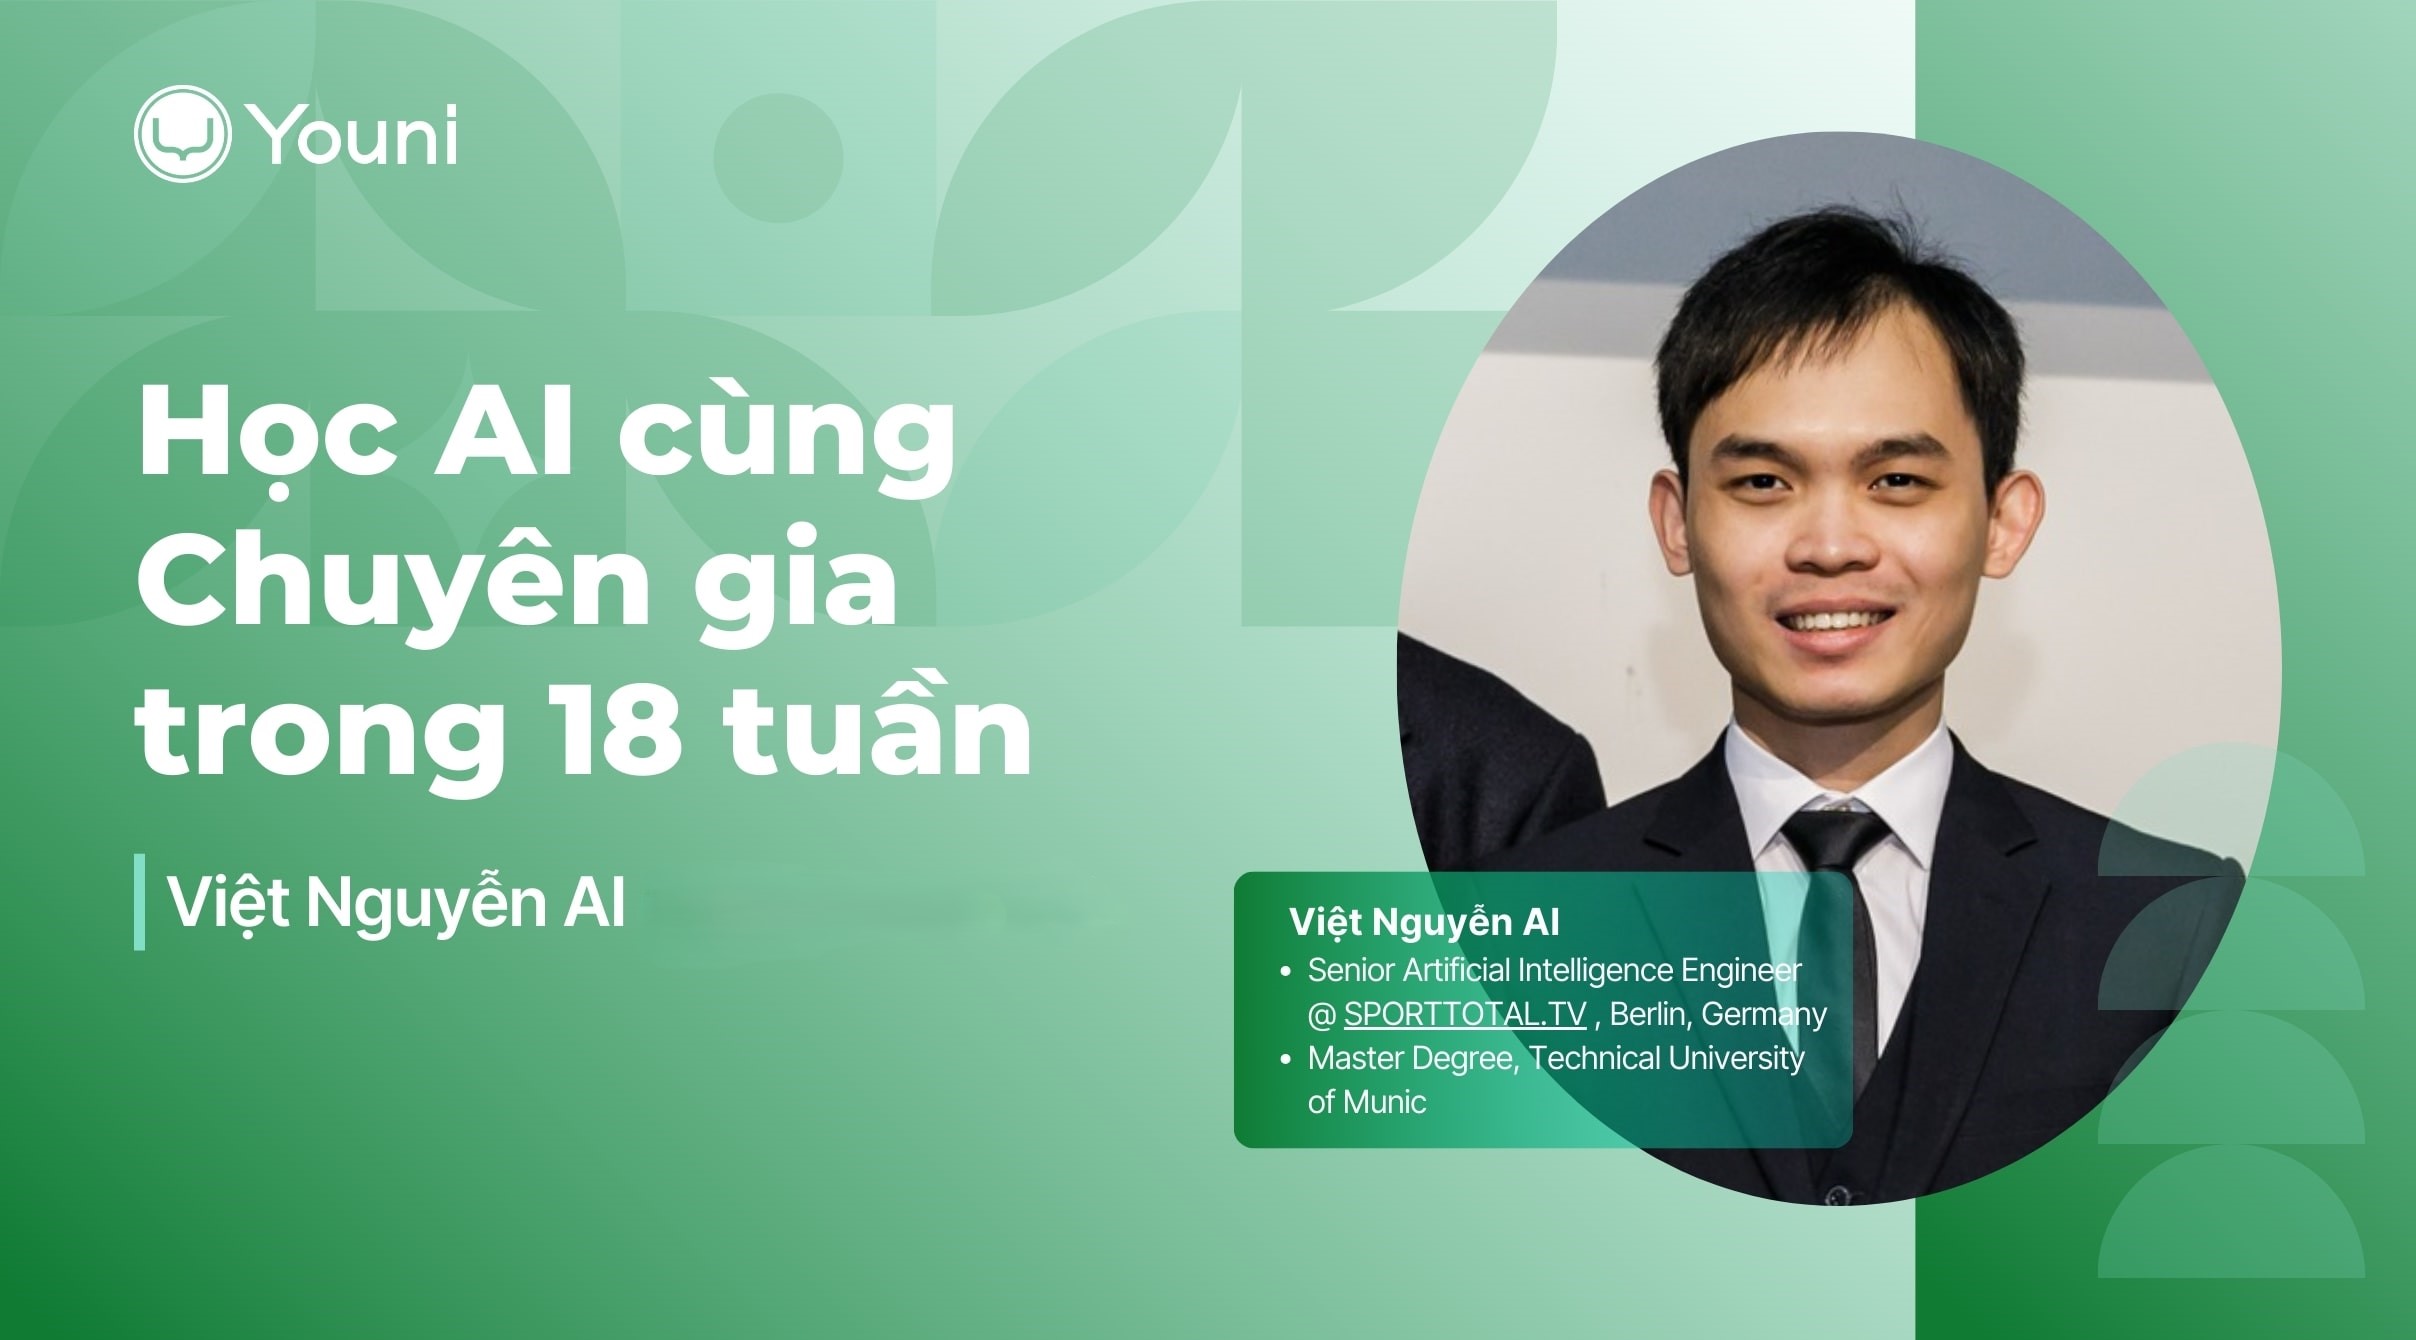 Youni
Học AI cùng
Chuyên gia
trong 18 tuần
Việt Nguyễn AI
Việt Nguyễn AI
• Senior Artificial Intelligence Engineer
@ SPORTTOTAL.TV , Berlin, Germany
• Master Degree, Technical University
of Munic